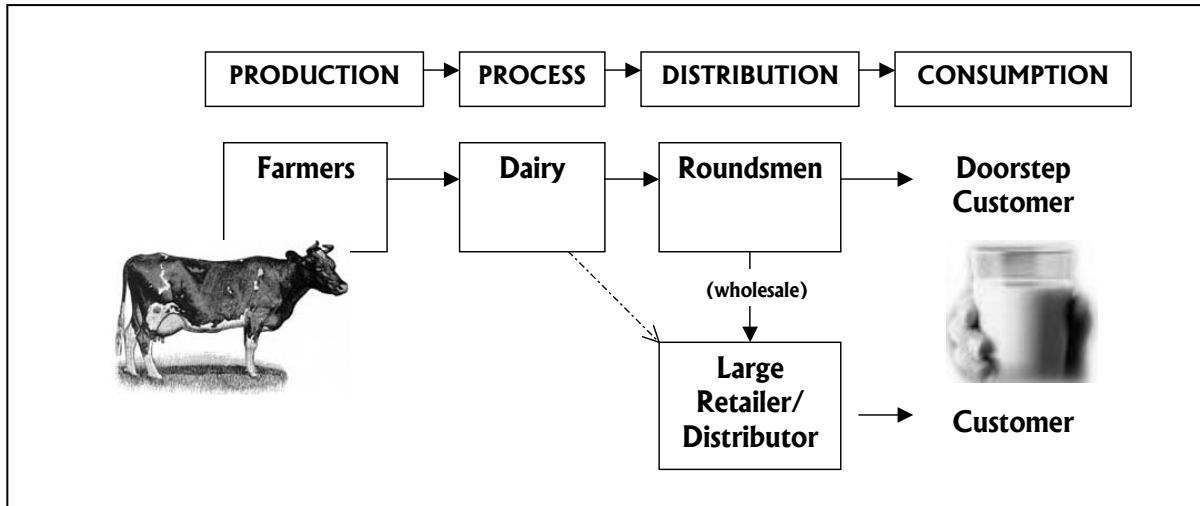 PRODUCTION
PROCESS
DISTRIBUTION
CONSUMPTION
Farmers
Dairy
Roundsmen
Doorstep
Customer
(wholesale)
Large
Retailer/
Distributor
Customer